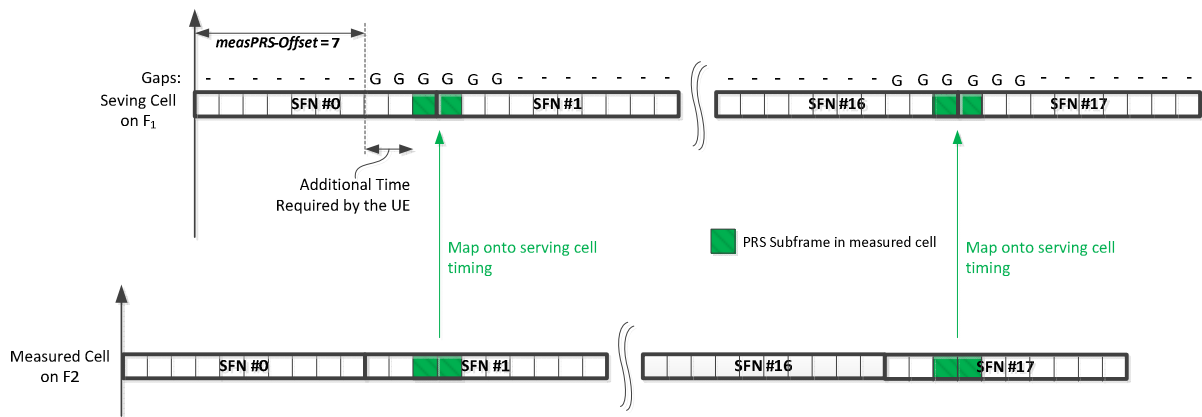 measPRS-Offset = 7
Gaps: - - - - - - - G G G G G G - - - - - - - - - - - - - - G G G G G G - - - - - - -
Seving Cell
on F1
SFN #0
SFN #1
SFN #16
SFN #17
Additional Time
Required by the UE
Map onto serving cell
timing
PRS Subframe in measured cell
Map onto serving cell
timing
Measured Cell
on F2
SFN #0
SFN #1
SFN #16
SFN #17